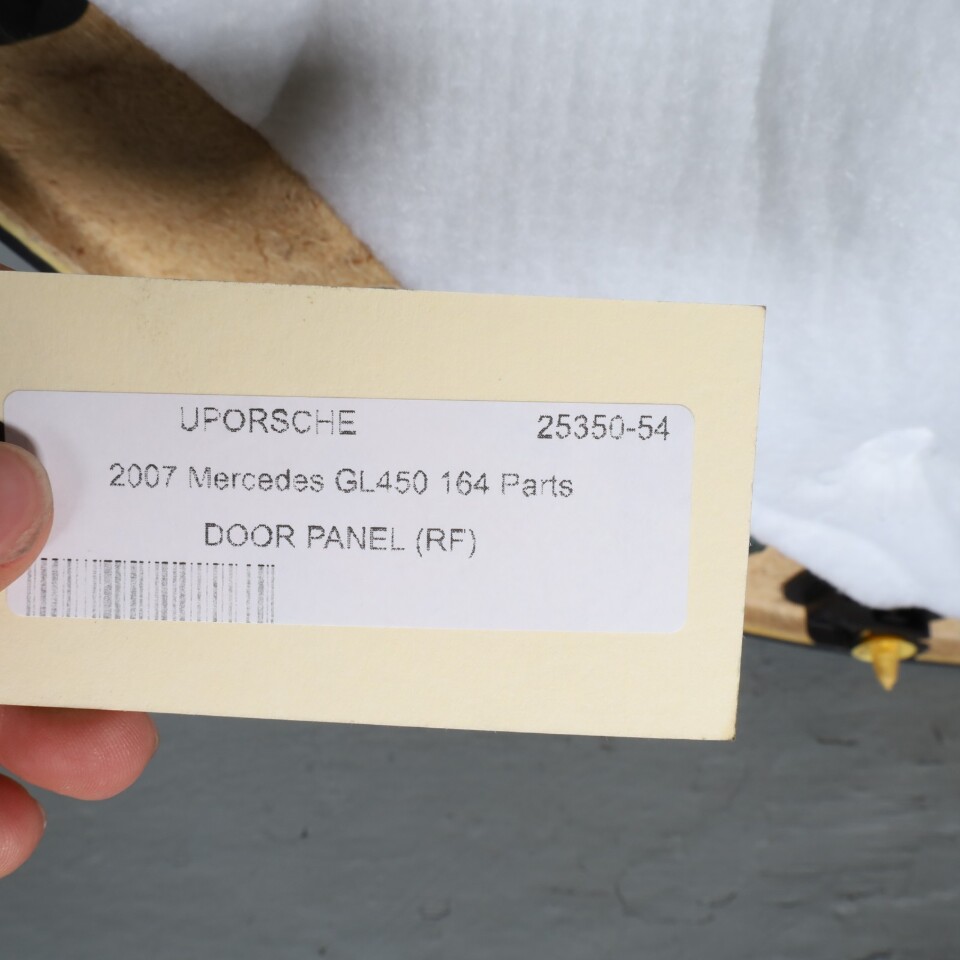 UPORSCHE 25350-54
2007 Mercedes GL450 164 Parts
DOOR PANEL (RF)